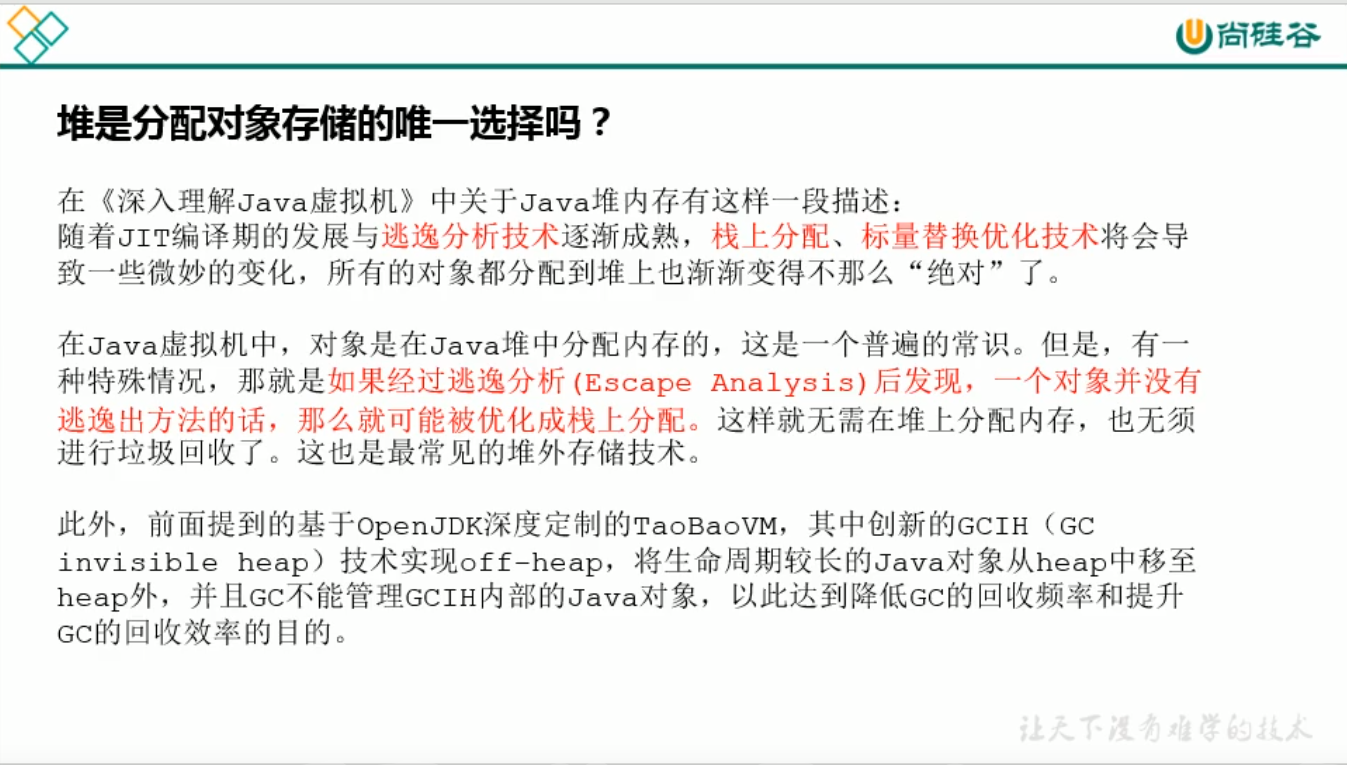 尚硅谷
堆是分配对象存储的唯一选择吗？
在《深入理解Java虚拟机》中关于Java堆内存有这样一段描述：
随着JIT编译期的发展与逃逸分析技术逐渐成熟，栈上分配、标量替换优化技术将会导
致一些微妙的变化，所有的对象都分配到堆上也渐渐变得不那么“绝对”了。
在Java虚拟机中，对象是在Java堆中分配内存的，这是一个普遍的常识。但是，有一
种特殊情况，那就是如果经过逃逸分析(Escape Analysis)后发现，一个对象并没有
逃逸出方法的话，那么就可能被优化成栈上分配。这样就无需在堆上分配内存，也无须
进行垃圾回收了。这也是最常见的堆外存储技术。
此外，前面提到的基于OpenJDK深度定制的TaoBaoVM，其中创新的GCIH（GC
invisible heap）技术实现off-heap，将生命周期较长的Java对象从heap中移至
heap外，并且GC不能管理GCIH内部的Java对象，以此达到降低GC的回收频率和提升
GC的回收效率的目的。
让天下没有难学的技术